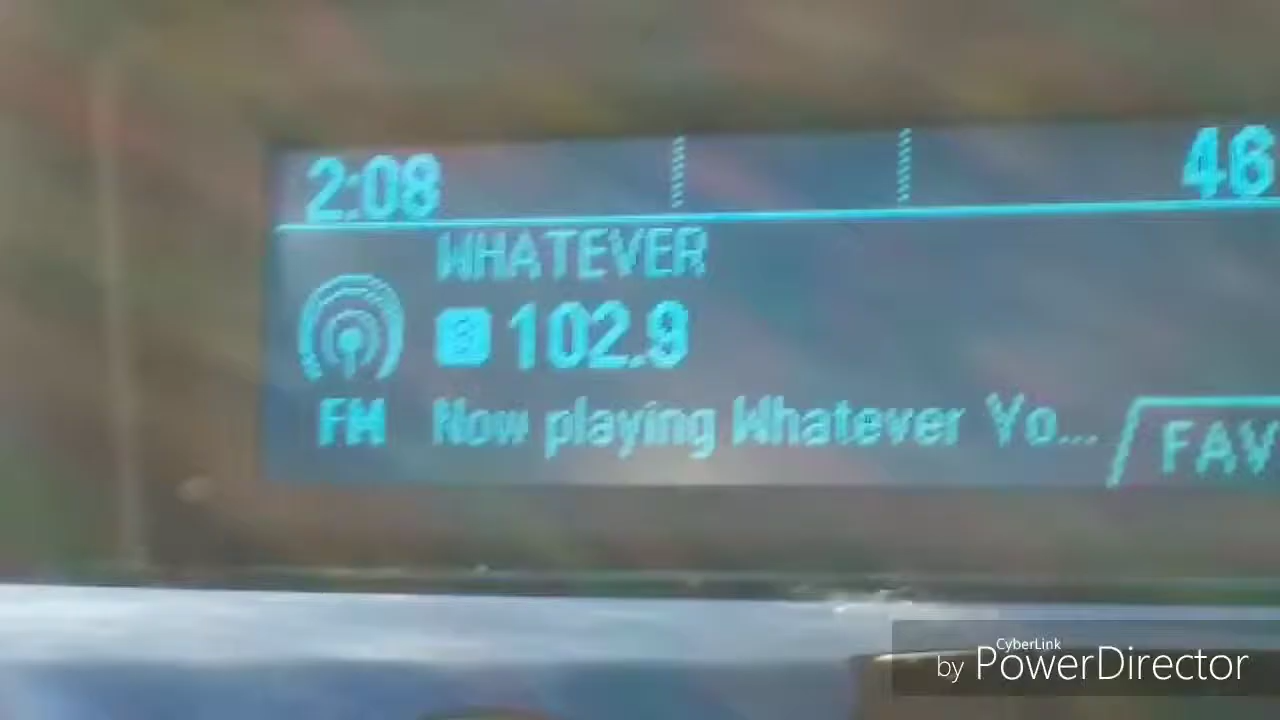 2:08
46
WHATEVER
102.9
FM
Now playing Whatever Yo...
FAV
CyberLink
by PowerDirector